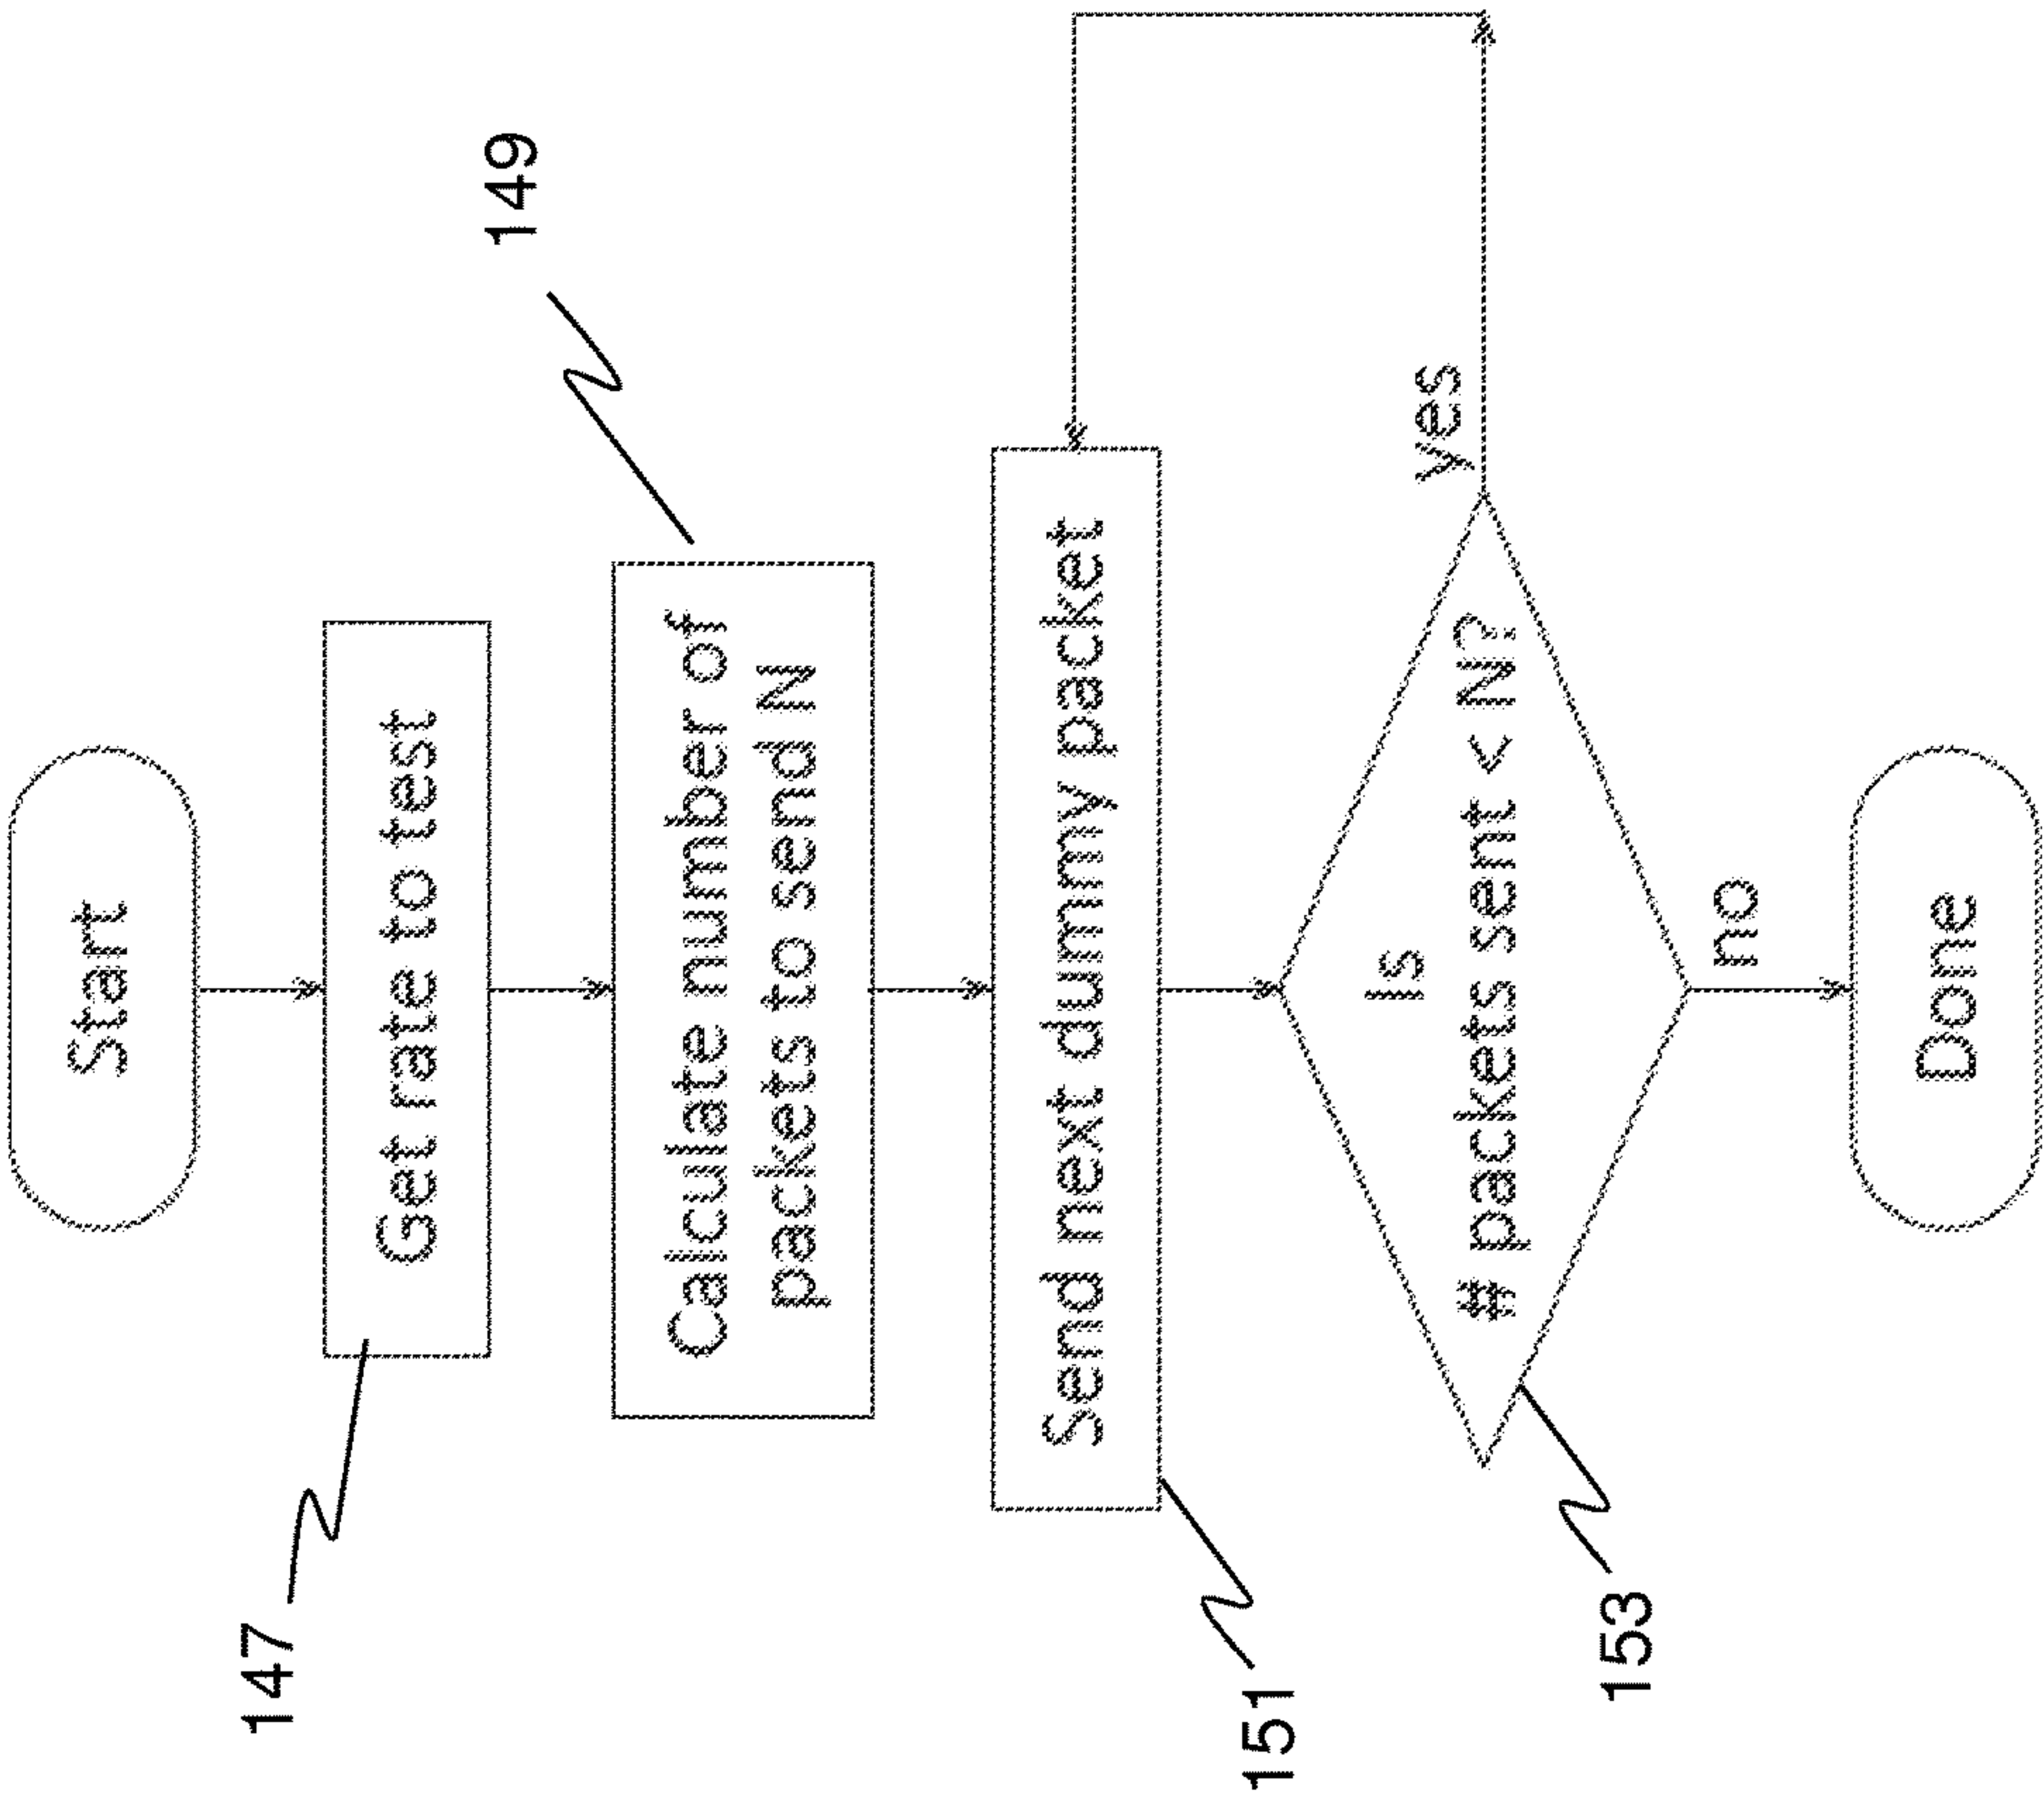 Start
147
Get rate to test
149
Calculate number of
packets to send N
151
Send next dummy packet
153
Is
# packets sent < N?
yes
no
Done